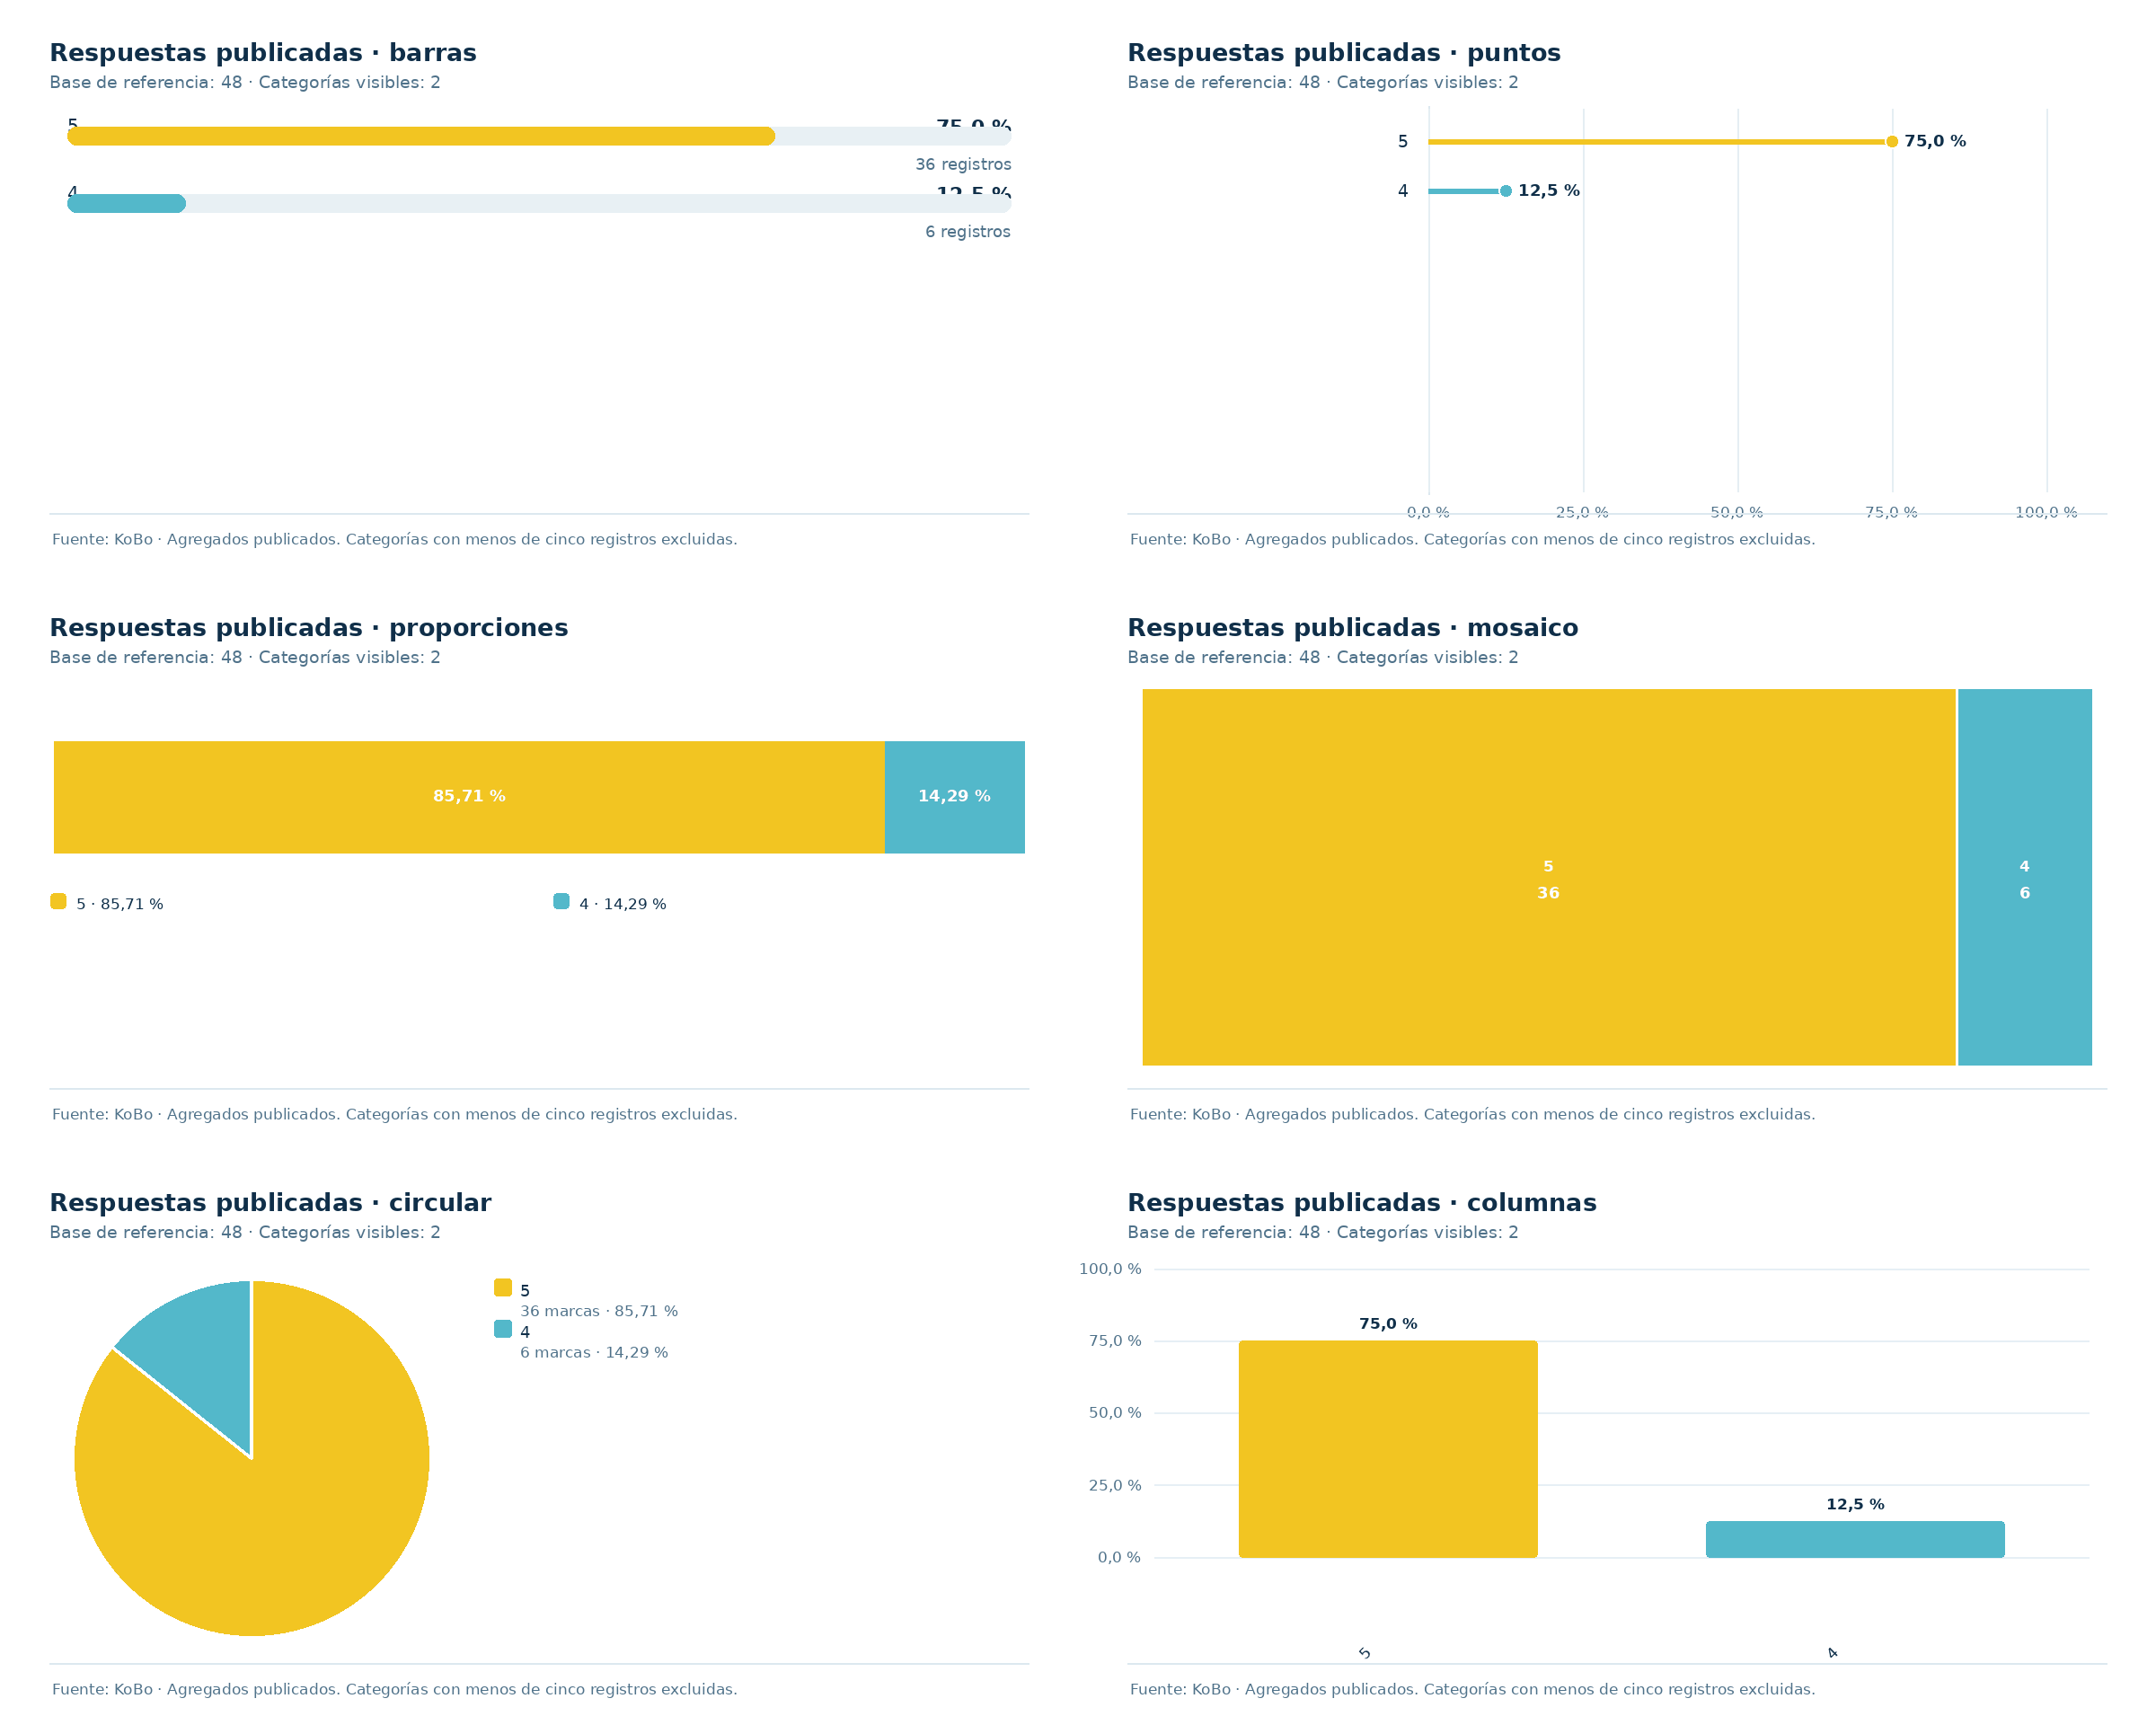 Respuestas publicadas · barras
Base de referencia: 48 · Categorías visibles: 2
5
75,0 %
36 registros
4
12,5 %
6 registros
Fuente: KoBo · Agregados publicados. Categorías con menos de cinco registros excluidas.
Respuestas publicadas · puntos
Base de referencia: 48 · Categorías visibles: 2
5
75,0 %
4
12,5 %
0,0 %
25,0 %
50,0 %
75,0 %
100,0 %
Fuente: KoBo · Agregados publicados. Categorías con menos de cinco registros excluidas.
Respuestas publicadas · proporciones
Base de referencia: 48 · Categorías visibles: 2
85,71 %
14,29 %
5 · 85,71 %
4 · 14,29 %
Fuente: KoBo · Agregados publicados. Categorías con menos de cinco registros excluidas.
Respuestas publicadas · mosaico
Base de referencia: 48 · Categorías visibles: 2
5
36
4
6
Fuente: KoBo · Agregados publicados. Categorías con menos de cinco registros excluidas.
Respuestas publicadas · circular
Base de referencia: 48 · Categorías visibles: 2
5
36 marcas · 85,71 %
4
6 marcas · 14,29 %
Fuente: KoBo · Agregados publicados. Categorías con menos de cinco registros excluidas.
Respuestas publicadas · columnas
Base de referencia: 48 · Categorías visibles: 2
100,0 %
75,0 %
50,0 %
25,0 %
0,0 %
75,0 %
12,5 %
5
4
Fuente: KoBo · Agregados publicados. Categorías con menos de cinco registros excluidas.